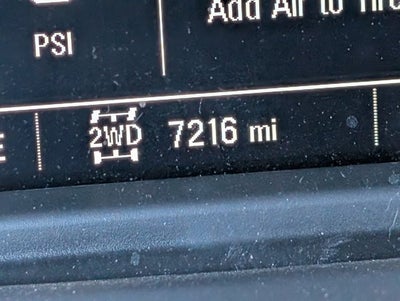 PSI
Add Air to Tire
2WD 7216 mi